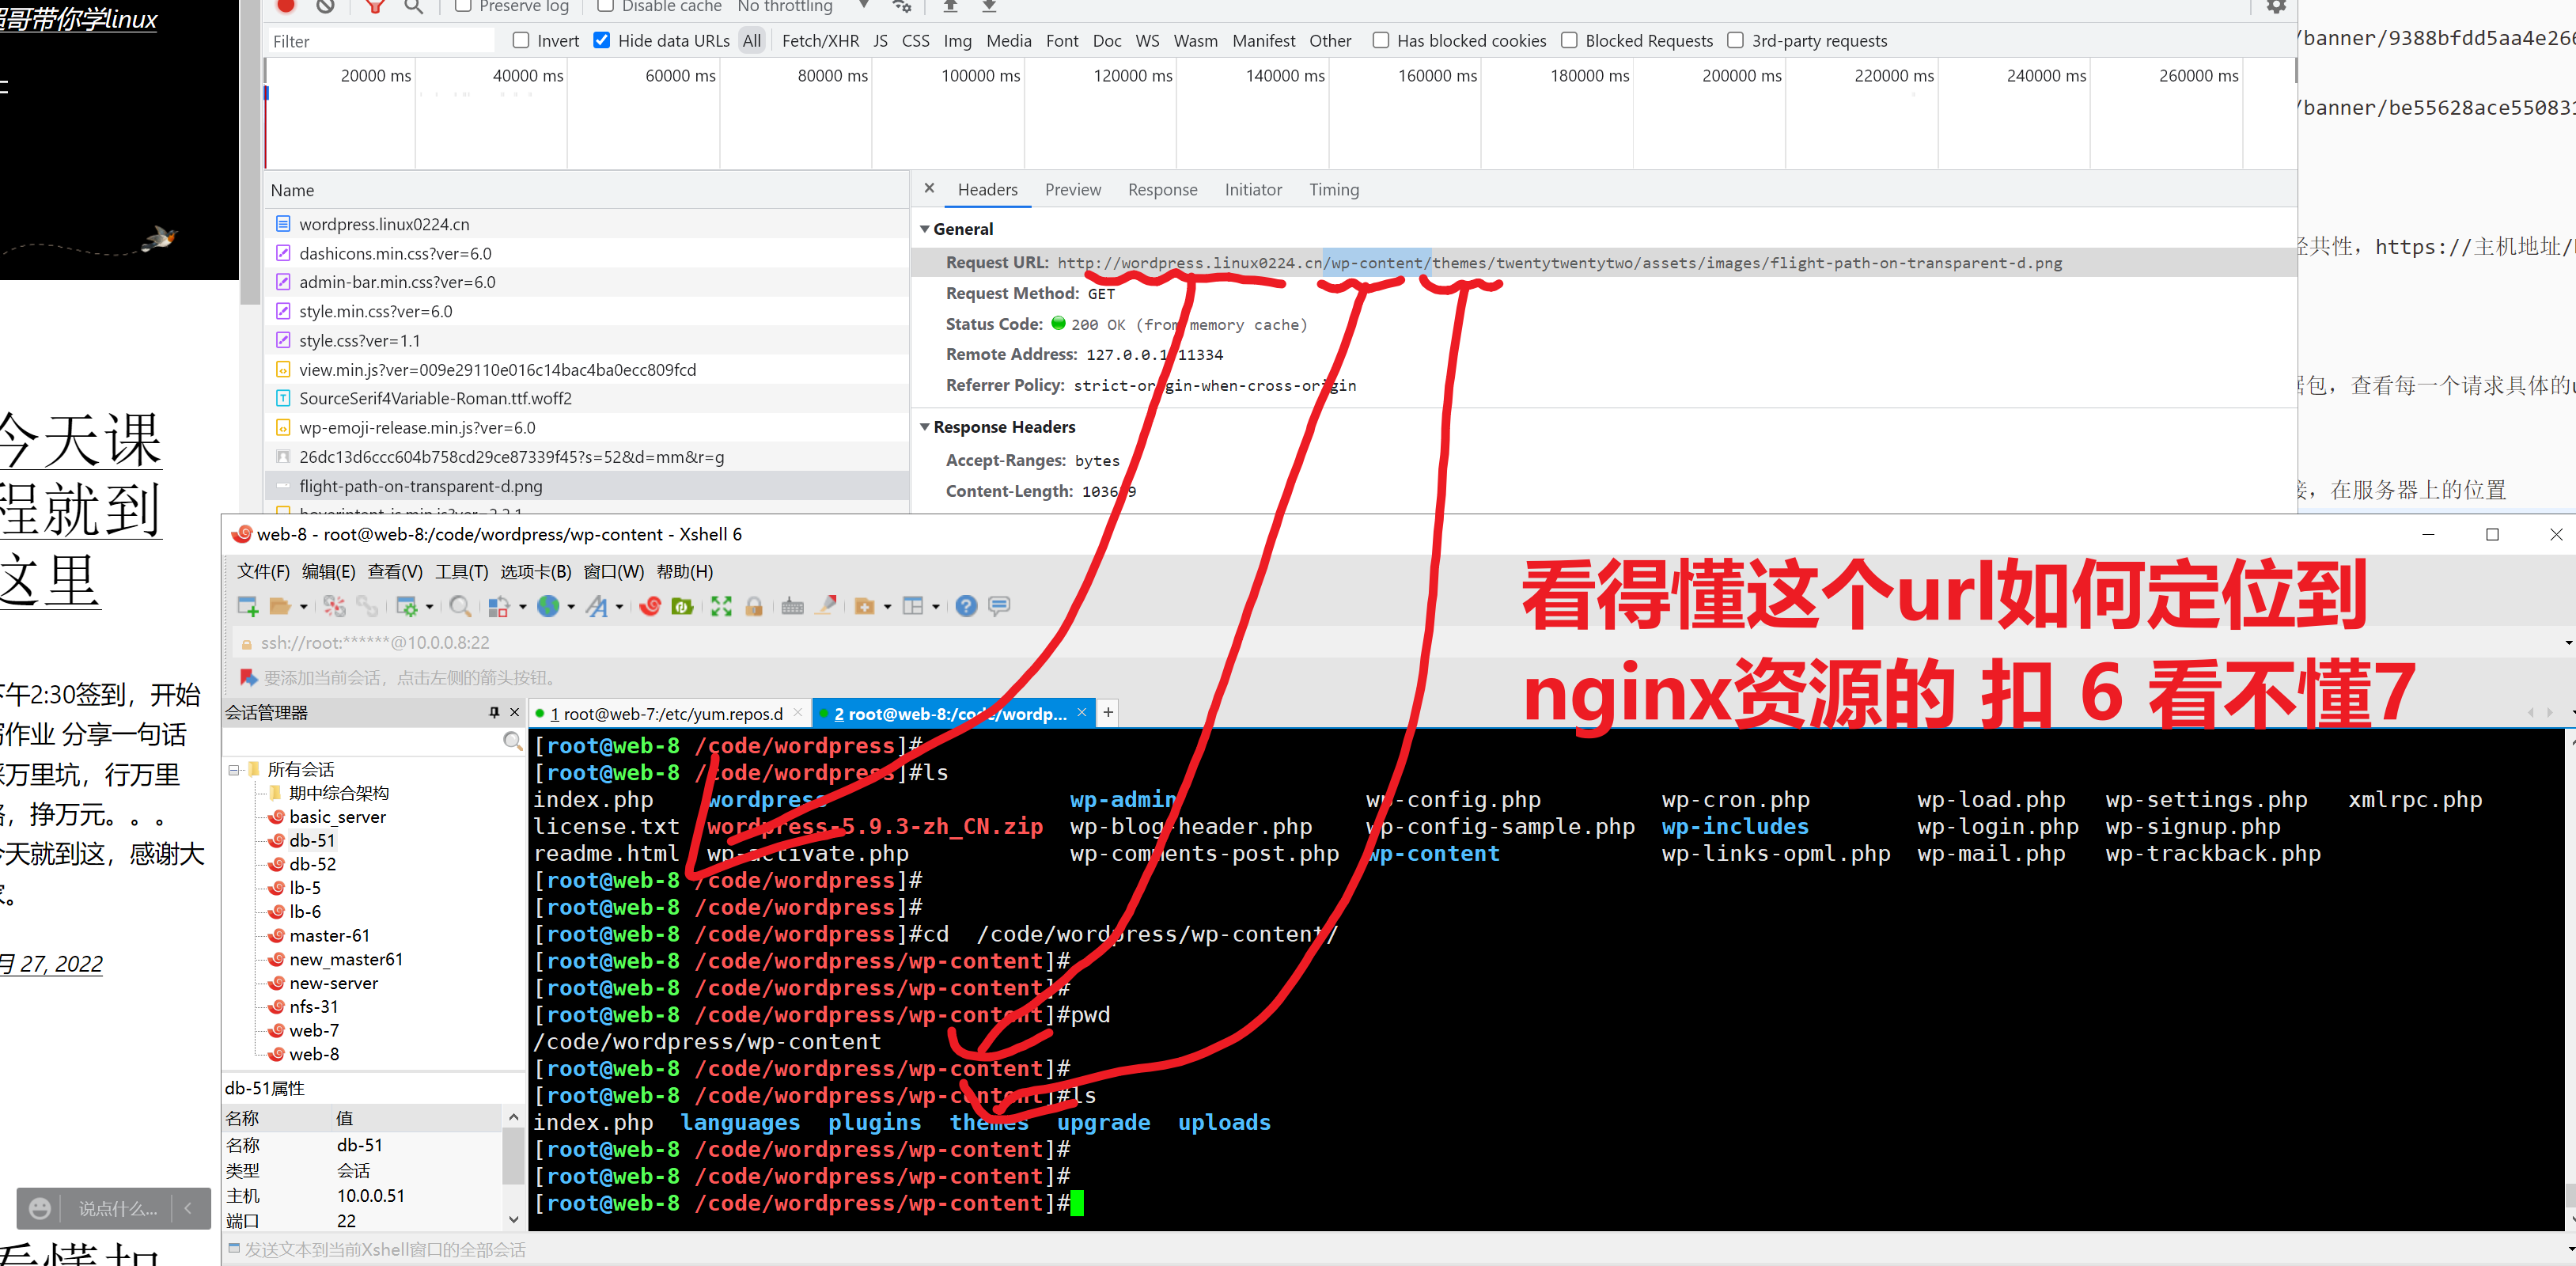 超哥带你学linux
Preserve log
Disable cache
No throttling
Filter
Invert
Hide data URLs
All
Fetch/XHR
JS
CSS
Img
Media
Font
Doc
WS
Wasm
Manifest
Other
Has blocked cookies
Blocked Requests
3rd-party requests
20000 ms
40000 ms
60000 ms
80000 ms
100000 ms
120000 ms
140000 ms
160000 ms
180000 ms
200000 ms
220000 ms
240000 ms
260000 ms
Name
wordpress.linux0224.cn
dashicons.min.css?ver=6.0
admin-bar.min.css?ver=6.0
style.min.css?ver=6.0
style.css?ver=1.1
view.min.js?ver=009e29110e016c14bac4ba0ecc809fcd
SourceSerif4Variable-Roman.ttf.woff2
wp-emoji-release.min.js?ver=6.0
26dc13d6ccc604b758cd29ce87339f45?s=52&d=mm&r=g
flight-path-on-transparent-d.png
Headers
Preview
Response
Initiator
Timing
General
Request URL: http://wordpress.linux0224.cn/wp-content/themes/twentytwentytwo/assets/images/flight-path-on-transparent-d.png
Request Method: GET
Status Code: 200 OK (from memory cache)
Remote Address: 127.0.0.1:11334
Referrer Policy: strict-origin-when-cross-origin
Response Headers
Accept-Ranges: bytes
Content-Length:
/banner/9388bfdd5aa4e266
/banner/be55628ace550831
共性，https://主机地址/
包，查看每一个请求具体的u
，在服务器上的位置
今天课
程就到
这里
下午2:30签到，开始
写作业 分享一句话
踩万里坑，行万里
路，挣万元。。。
今天就到这，感谢大
家。
月 27, 2022
说点什么...
web-8 - root@web-8:/code/wordpress/wp-content - Xshell 6
文件(F) 编辑(E) 查看(V) 工具(T) 选项卡(B) 窗口(W) 帮助(H)
ssh://root:******@10.0.0.8:22
要添加当前会话，点击左侧的箭头按钮。
看得懂这个url如何定位到
nginx资源的 扣 6 看不懂7
会话管理器
1 root@web-7:/etc/yum.repos.d
2 root@web-8:/code/wordp...
所有会话
期中综合架构
basic_server
db-51
db-52
lb-5
lb-6
master-61
new_master61
new-server
nfs-31
web-7
web-8
db-51属性
名称 值
名称 db-51
类型 会话
主机 10.0.0.51
端口 22
[root@web-8 /code/wordpress]#
[root@web-8 /code/wordpress]#ls
index.php wordpress wp-admin wp-config.php wp-cron.php wp-load.php wp-settings.php xmlrpc.php
license.txt wordpress-5.9.3-zh_CN.zip wp-blog-header.php wp-config-sample.php wp-includes wp-login.php wp-signup.php
readme.html wp-activate.php wp-comments-post.php wp-content wp-links-opml.php wp-mail.php wp-trackback.php
[root@web-8 /code/wordpress]#
[root@web-8 /code/wordpress]#
[root@web-8 /code/wordpress]#cd /code/wordpress/wp-content/
[root@web-8 /code/wordpress/wp-content]#
[root@web-8 /code/wordpress/wp-content]#
[root@web-8 /code/wordpress/wp-content]#pwd
/code/wordpress/wp-content
[root@web-8 /code/wordpress/wp-content]#
[root@web-8 /code/wordpress/wp-content]#ls
index.php languages plugins themes upgrade uploads
[root@web-8 /code/wordpress/wp-content]#
[root@web-8 /code/wordpress/wp-content]#
[root@web-8 /code/wordpress/wp-content]#
发送文本到当前Xshell窗口的全部会话